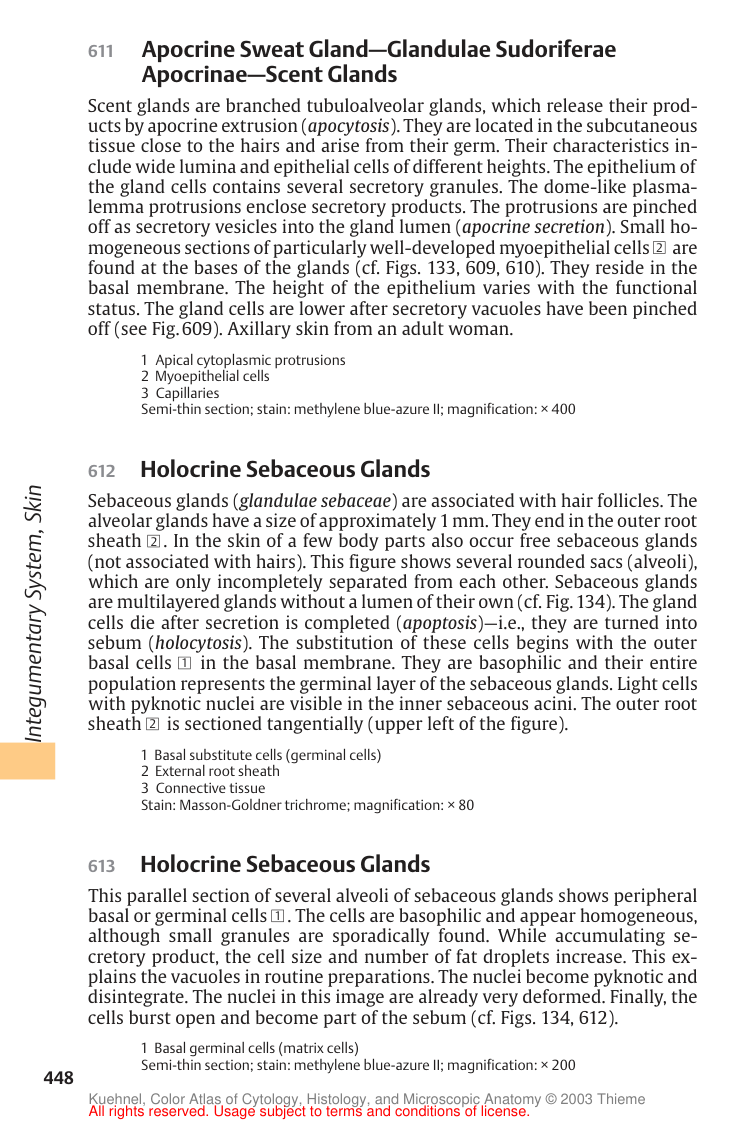 611 Apocrine Sweat Gland—Glandulae Sudoriferae
Apocrinae—Scent Glands
Scent glands are branched tubuloalveolar glands, which release their prod-
ucts by apocrine extrusion (apocytosis). They are located in the subcutaneous
tissue close to the hairs and arise from their germ. Their characteristics in-
clude wide lumina and epithelial cells of different heights. The epithelium of
the gland cells contains several secretory granules. The dome-like plasma-
lemma protrusions enclose secretory products. The protrusions are pinched
off as secretory vesicles into the gland lumen (apocrine secretion). Small ho-
mogeneous sections of particularly well-developed myoepithelial cells 2 are
found at the bases of the glands (cf. Figs. 133, 609, 610). They reside in the
basal membrane. The height of the epithelium varies with the functional
status. The gland cells are lower after secretory vacuoles have been pinched
off (see Fig. 609). Axillary skin from an adult woman.
1 Apical cytoplasmic protrusions
2 Myoepithelial cells
3 Capillaries
Semi-thin section; stain: methylene blue-azure II; magnification: × 400
612 Holocrine Sebaceous Glands
Sebaceous glands (glandulae sebaceae) are associated with hair follicles. The
alveolar glands have a size of approximately 1 mm. They end in the outer root
sheath 2. In the skin of a few body parts also occur free sebaceous glands
(not associated with hairs). This figure shows several rounded sacs (alveoli),
which are only incompletely separated from each other. Sebaceous glands
are multilayered glands without a lumen of their own (cf. Fig. 134). The gland
cells die after secretion is completed (apoptosis)—i.e., they are turned into
sebum (holocytosis). The substitution of these cells begins with the outer
basal cells 1 in the basal membrane. They are basophilic and their entire
population represents the germinal layer of the sebaceous glands. Light cells
with pyknotic nuclei are visible in the inner sebaceous acini. The outer root
sheath 2 is sectioned tangentially (upper left of the figure).
1 Basal substitute cells (germinal cells)
2 External root sheath
3 Connective tissue
Stain: Masson-Goldner trichrome; magnification: × 80
613 Holocrine Sebaceous Glands
This parallel section of several alveoli of sebaceous glands shows peripheral
basal or germinal cells 1. The cells are basophilic and appear homogeneous,
although small granules are sporadically found. While accumulating se-
cretory product, the cell size and number of fat droplets increase. This ex-
plains the vacuoles in routine preparations. The nuclei become pyknotic and
disintegrate. The nuclei in this image are already very deformed. Finally, the
cells burst open and become part of the sebum (cf. Figs. 134, 612).
1 Basal germinal cells (matrix cells)
Semi-thin section; stain: methylene blue-azure II; magnification: × 200
Integumentary System, Skin
448
Kuehnel, Color Atlas of Cytology, Histology, and Microscopic Anatomy © 2003 Thieme
All rights reserved. Usage subject to terms and conditions of license.